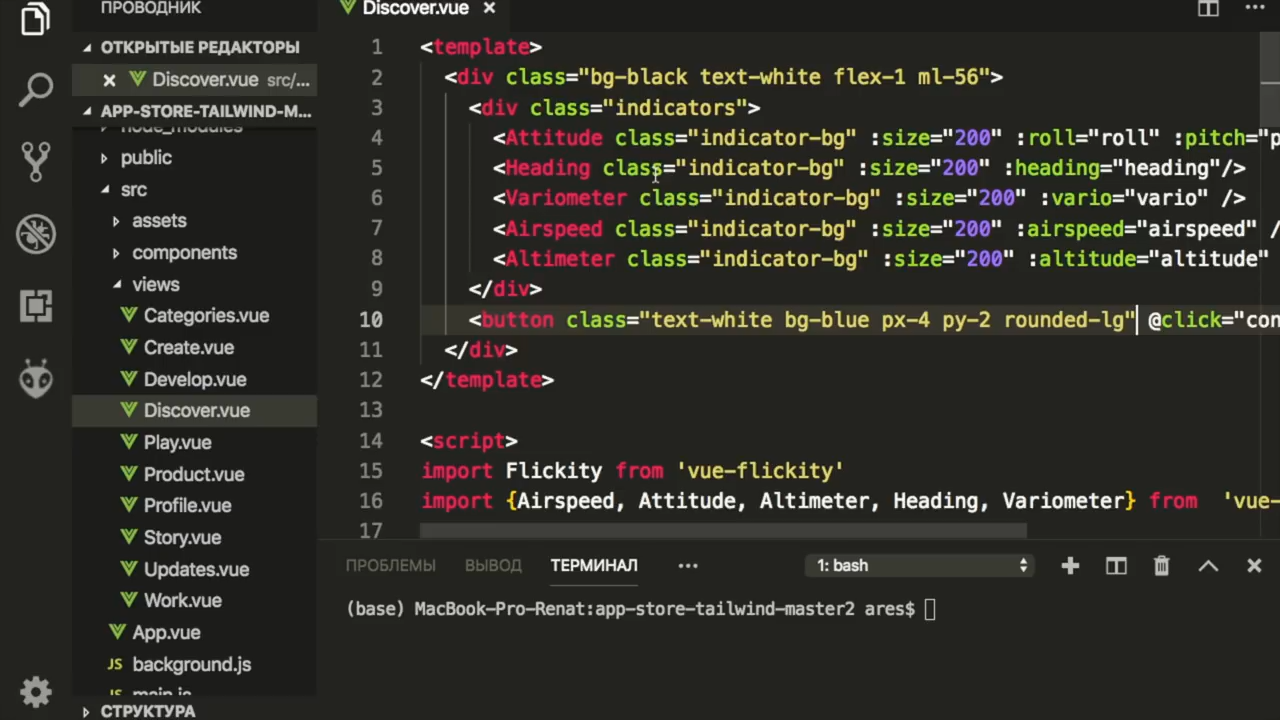 ПРОВОДНИК
ОТКРЫТЫЕ РЕДАКТОРЫ
Discover.vue src/...
APP-STORE-TAILWIND-M...
node_modules
public
src
assets
components
views
Categories.vue
Create.vue
Develop.vue
Discover.vue
Play.vue
Product.vue
Profile.vue
Story.vue
Updates.vue
Work.vue
App.vue
JS background.js
JS main.js
СТРУКТУРА
Discover.vue
1 <template>
2 <div class="bg-black text-white flex-1 ml-56">
3 <div class="indicators">
4 <Attitude class="indicator-bg" :size="200" :roll="roll" :pitch="p
5 <Heading class="indicator-bg" :size="200" :heading="heading"/>
6 <Variometer class="indicator-bg" :size="200" :vario="vario" />
7 <Airspeed class="indicator-bg" :size="200" :airspeed="airspeed" /
8 <Altimeter class="indicator-bg" :size="200" :altitude="altitude"
9 </div>
10 <button class="text-white bg-blue px-4 py-2 rounded-lg" @click="con
11 </div>
12 </template>
13
14 <script>
15 import Flickity from 'vue-flickity'
16 import {Airspeed, Attitude, Altimeter, Heading, Variometer} from 'vue-
17
ПРОБЛЕМЫ ВЫВОД ТЕРМИНАЛ ... 1: bash
(base) MacBook-Pro-Renat:app-store-tailwind-master2 ares$